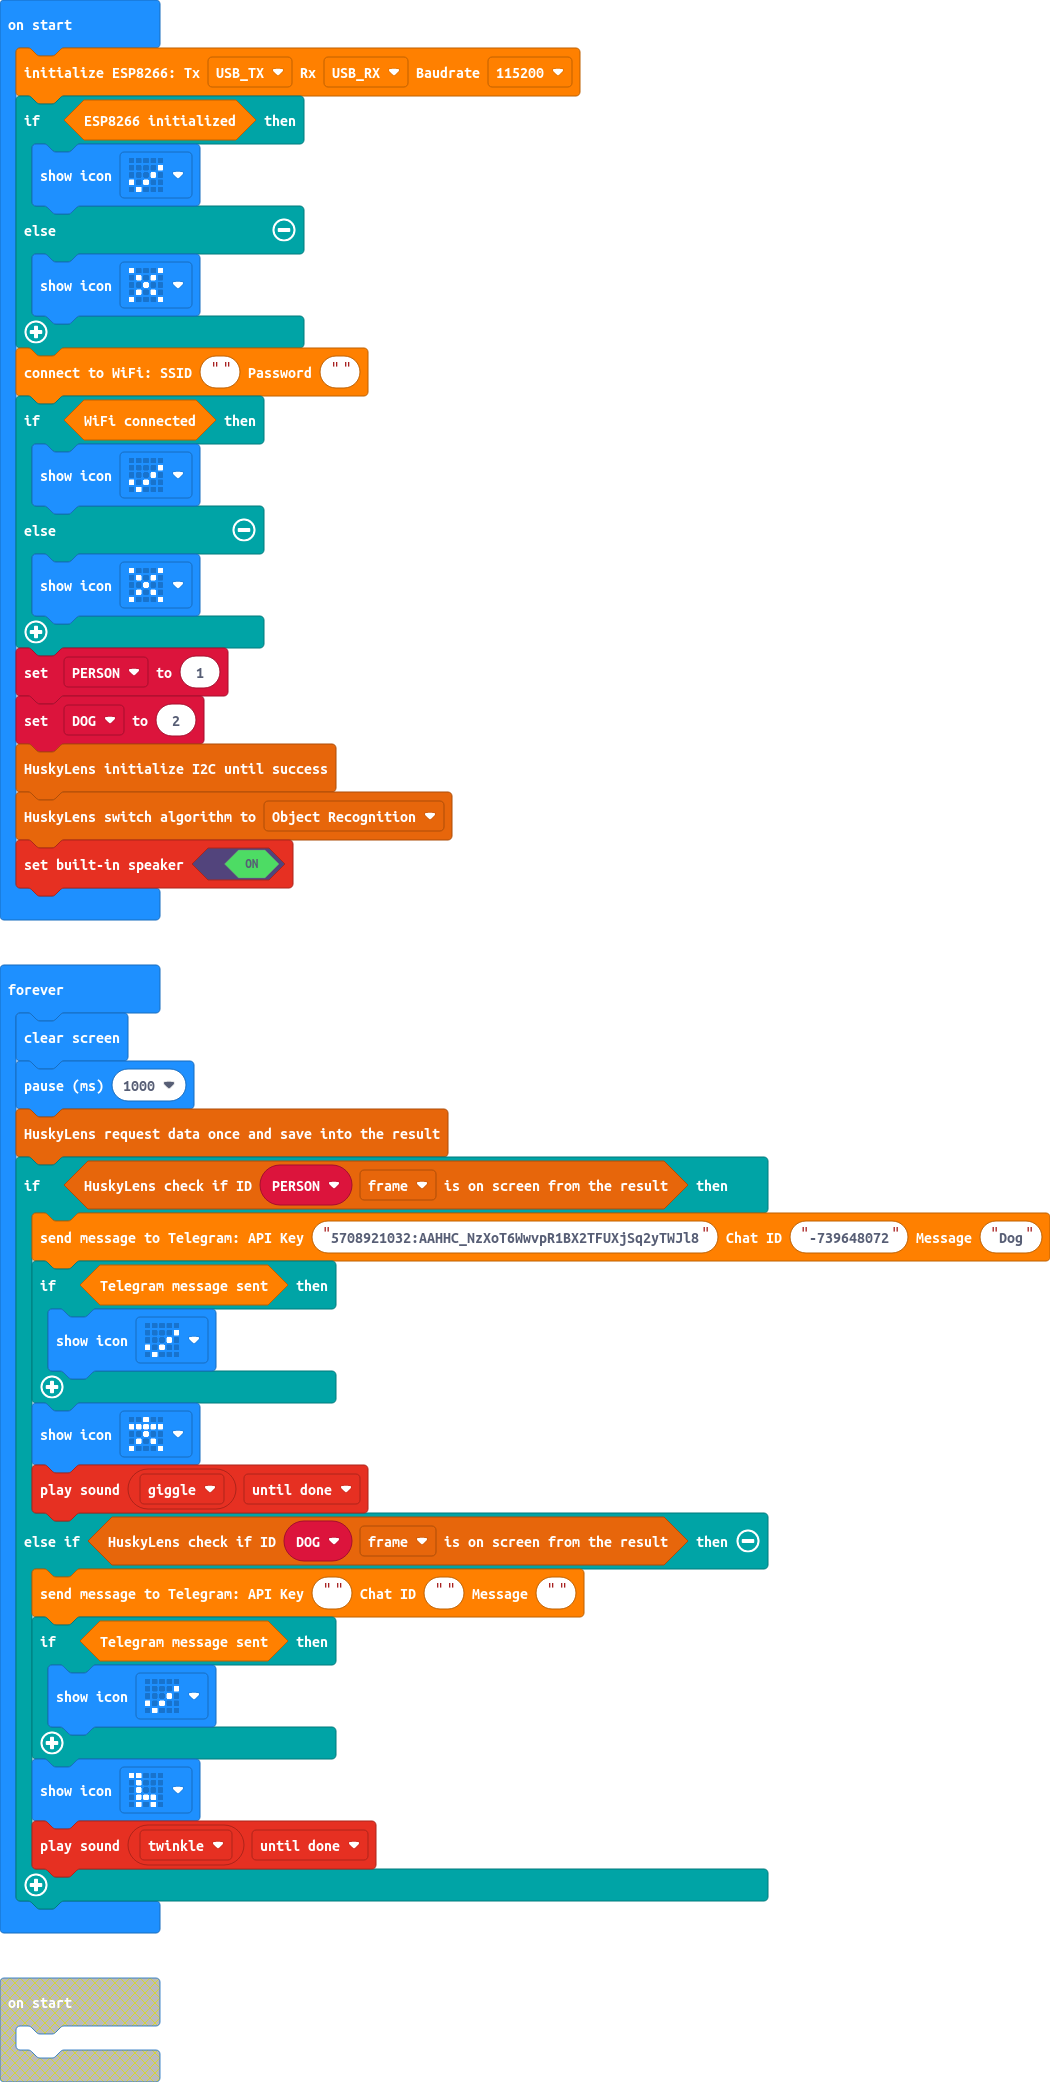 on start
initialize ESP8266: Tx USB_TX Rx USB_RX Baudrate 115200
if ESP8266 initialized then
show icon
else
show icon
connect to WiFi: SSID "" Password ""
if WiFi connected then
show icon
else
show icon
set PERSON to 1
set DOG to 2
HuskyLens initialize I2C until success
HuskyLens switch algorithm to Object Recognition
set built-in speaker ON
forever
clear screen
pause (ms) 1000
HuskyLens request data once and save into the result
if HuskyLens check if ID PERSON frame is on screen from the result then
send message to Telegram: API Key "5708921032:AAHHC_NzXoT6WwvpR1BX2TFUXjSq2yTWJl8" Chat ID "-739648072" Message "Dog"
if Telegram message sent then
show icon
show icon
play sound giggle until done
else if HuskyLens check if ID DOG frame is on screen from the result then
send message to Telegram: API Key "" Chat ID "" Message ""
if Telegram message sent then
show icon
show icon
play sound twinkle until done
on start